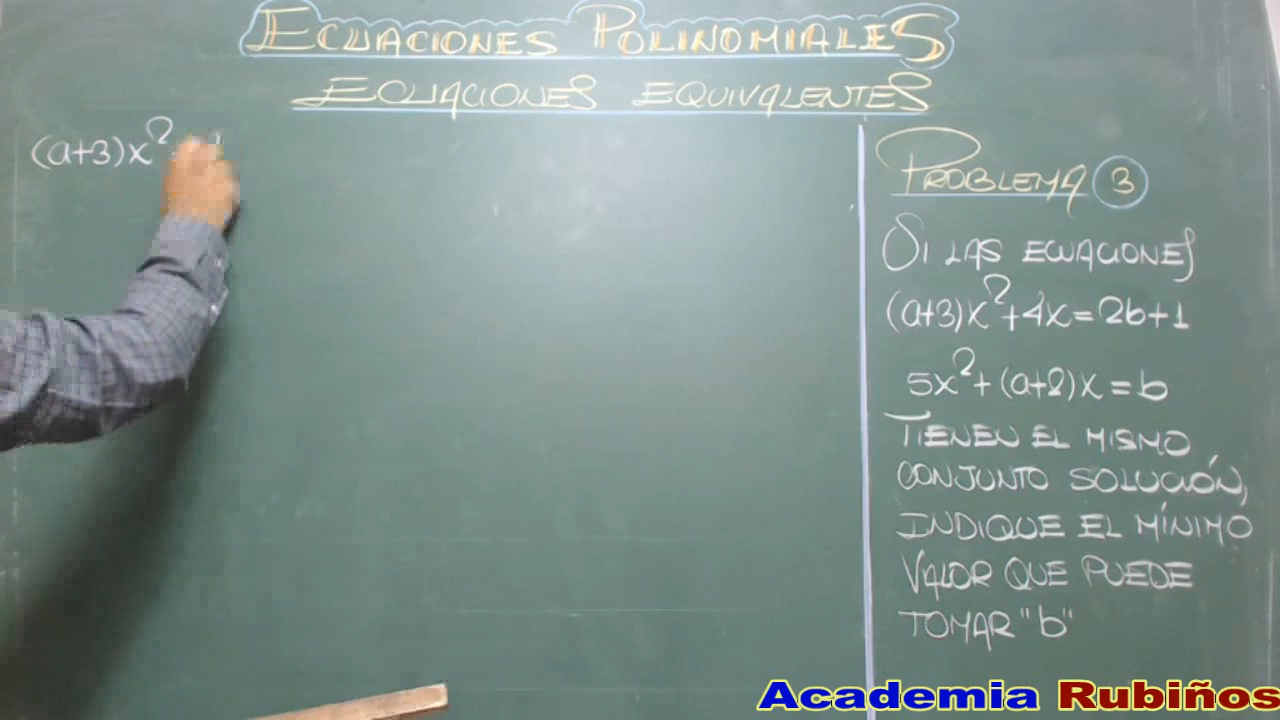 ECUACIONES POLINOMIALES
ECUACIONES EQUIVALENTES
(a+3)x²
PROBLEMA 3
SI LAS ECUACIONES
(a+3)x²+4x=2b+1
5x²+(a+2)x=b
TIENEN EL MISMO
CONJUNTO SOLUCIÓN,
INDIQUE EL MÍNIMO
VALOR QUE PUEDE
TOMAR "b"
Academia Rubiños